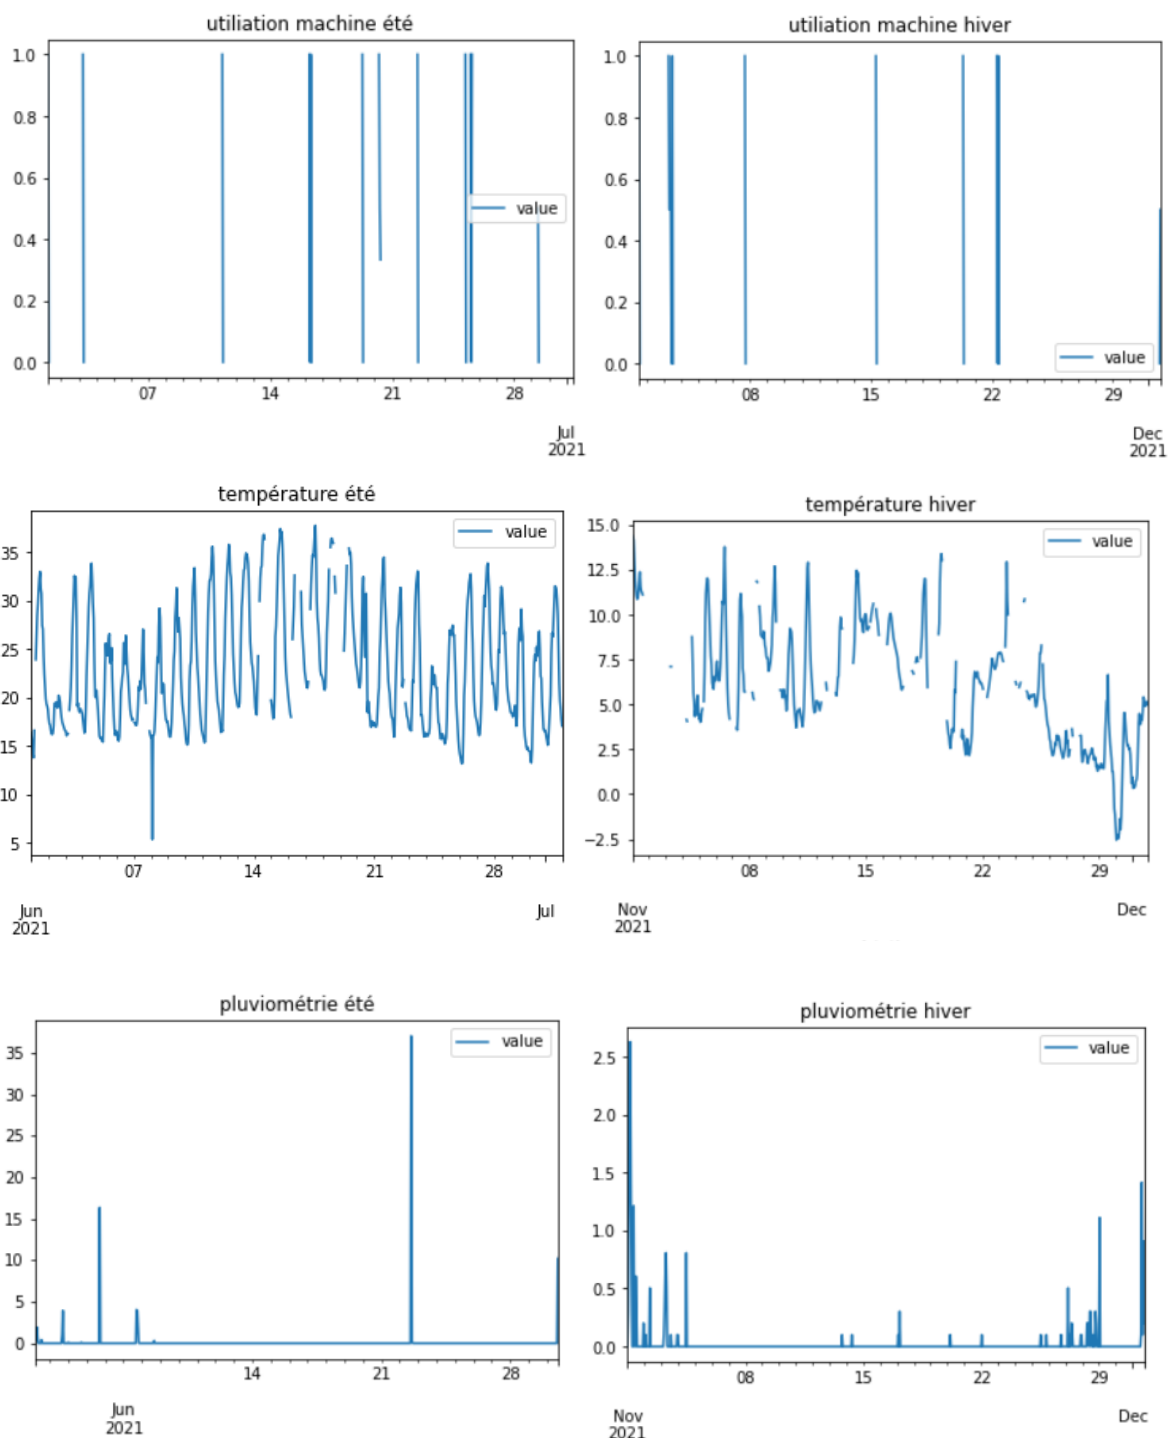 utiliation machine été
1.0
0.8
0.6
0.4
0.2
0.0
value
07 14 21 28
Jul
2021
utiliation machine hiver
1.0
0.8
0.6
0.4
0.2
0.0
value
08 15 22 29
Dec
2021
température été
35
30
25
20
15
10
5
value
07 14 21 28
Jun Jul
2021
température hiver
15.0
12.5
10.0
7.5
5.0
2.5
0.0
−2.5
value
08 15 22 29
Nov Dec
2021
pluviométrie été
35
30
25
20
15
10
5
0
value
14 21 28
Jun
2021
pluviométrie hiver
2.5
2.0
1.5
1.0
0.5
0.0
value
08 15 22 29
Nov Dec
2021